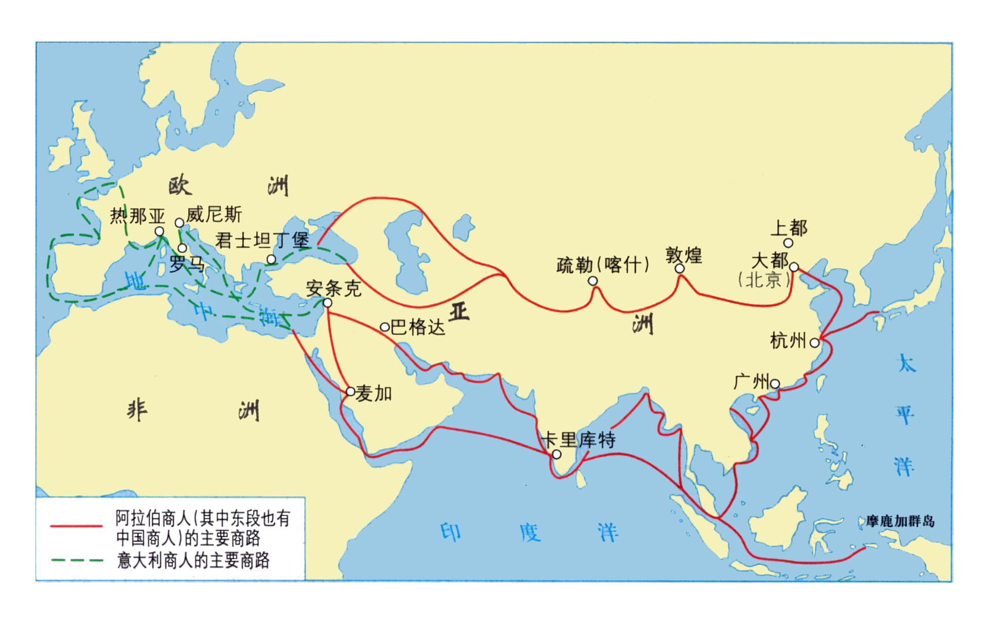 欧 洲
热那亚
威尼斯
君士坦丁堡
罗马
上都
大都
(北京)
敦煌
疏勒(喀什)
地 中 海
安条克
巴格达
亚 洲
杭州
太平洋
广州
麦加
非 洲
卡里库特
印 度 洋
摩鹿加群岛
阿拉伯商人(其中东段也有
中国商人)的主要商路
意大利商人的主要商路